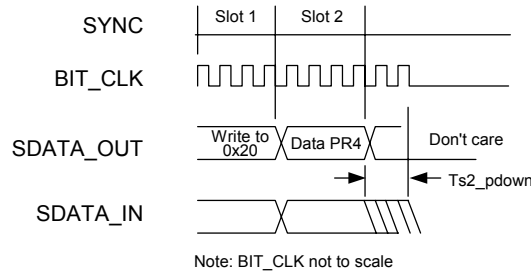 Slot 1 Slot 2
SYNC
BIT_CLK
SDATA_OUT
Write to
0x20
Data PR4
Don't care
Ts2_pdown
SDATA_IN
Note: BIT_CLK not to scale